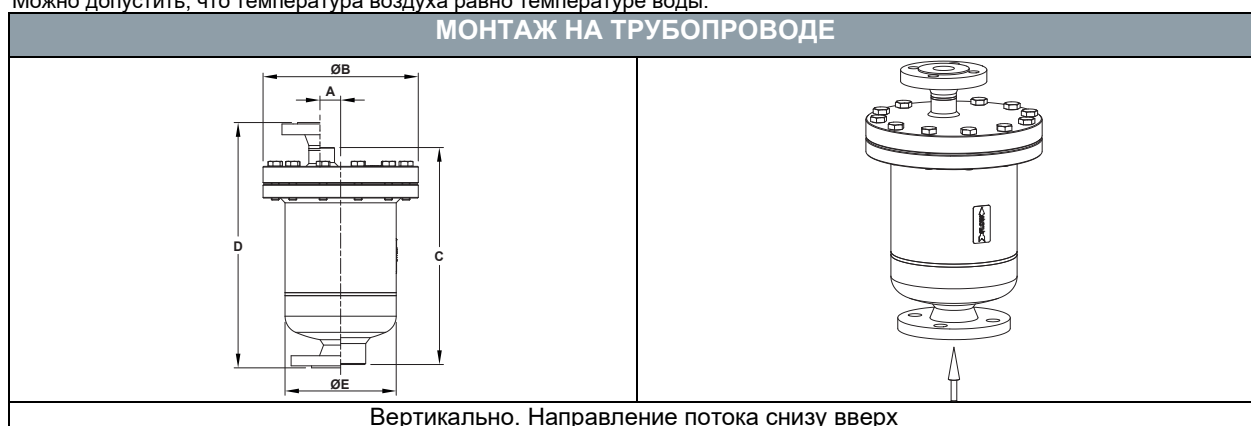 Можно допустить, что температура воздуха равно температуре воды.
МОНТАЖ НА ТРУБОПРОВОДЕ
ØB
A
D
C
ØE
Вертикально. Направление потока снизу вверх